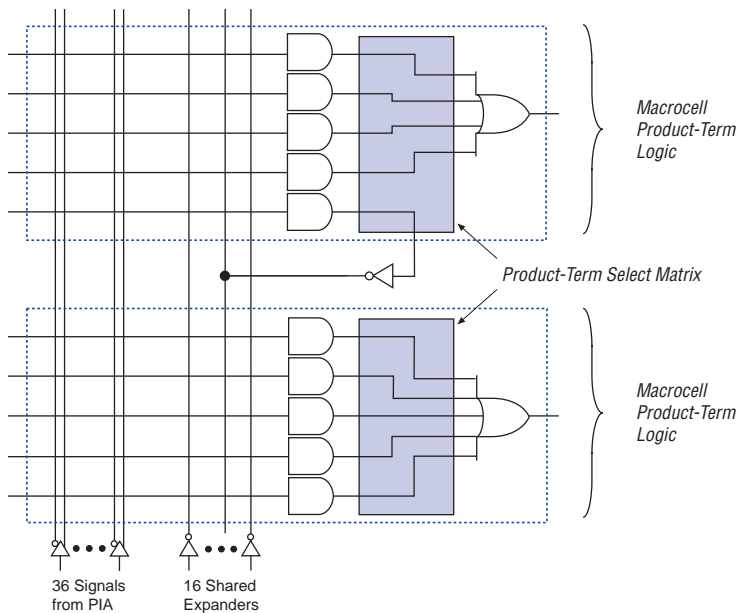 Macrocell
Product-Term
Logic
Product-Term Select Matrix
Macrocell
Product-Term
Logic
36 Signals
from PIA
16 Shared
Expanders